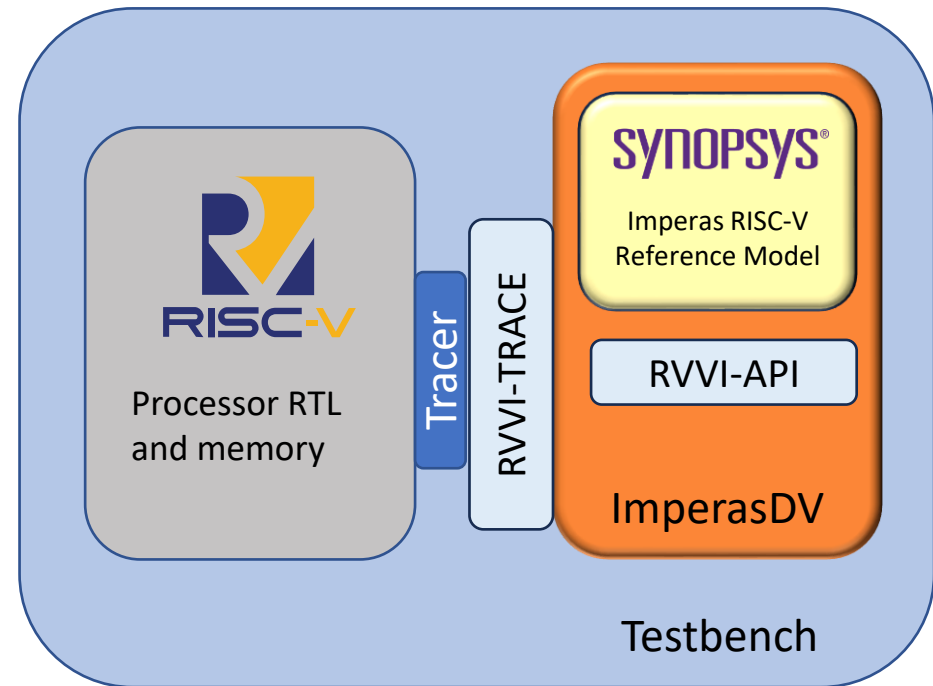 RISC-V
Processor RTL
and memory
Tracer
RVVI-TRACE
SYNOPSYS®
Imperas RISC-V
Reference Model
RVVI-API
ImperasDV
Testbench